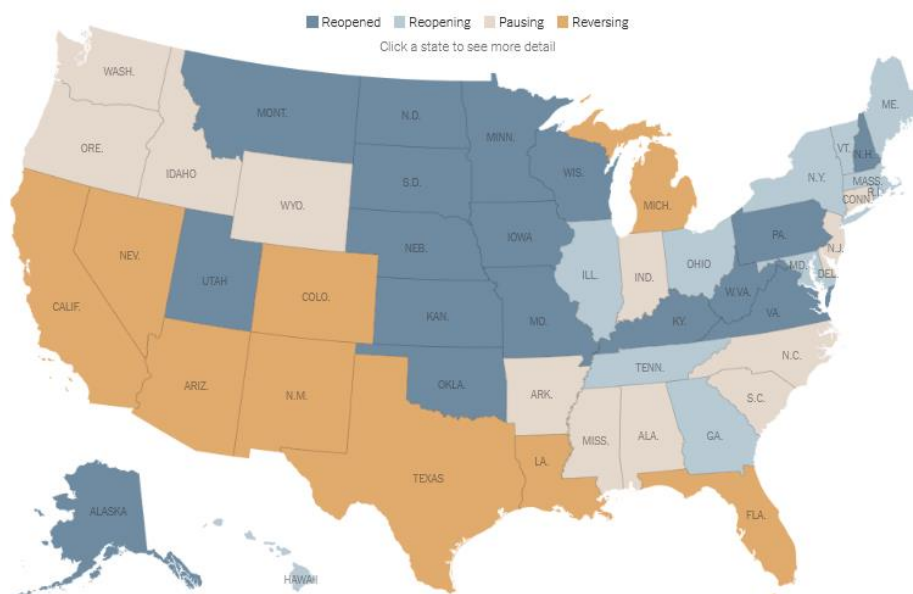 Reopened Reopening Pausing Reversing
Click a state to see more detail
WASH.
MONT.
N.D.
MINN.
ME.
ORE.
IDAHO
WYO.
S.D.
WIS.
MICH.
VT.
N.H.
N.Y.
MASS.
R.I.
CONN.
NEV.
UTAH
COLO.
NEB.
IOWA
ILL.
IND.
OHIO
PA.
N.J.
MD.
DEL.
CALIF.
KAN.
MO.
KY.
W.VA.
VA.
ARIZ.
N.M.
OKLA.
ARK.
TENN.
N.C.
S.C.
TEXAS
LA.
MISS.
ALA.
GA.
FLA.
ALASKA
HAWAII